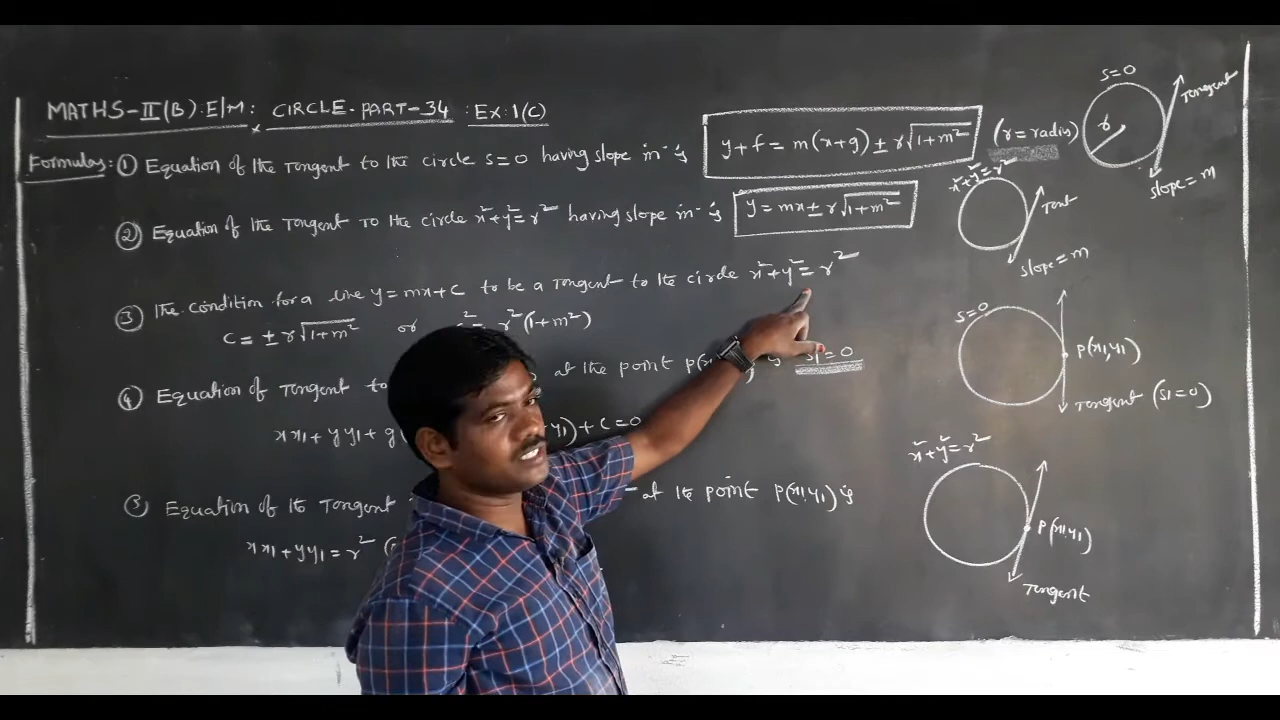 MATHS-II(B): E/M: CIRCLE-PART-34 : EX:1(C)
Formulas: ① Equation of the tangent to the circle S=0 having slope 'm' is y+f = m(x+g) ± r√(1+m²) (r = radius)
② Equation of the tangent to the circle x²+y²=r² having slope 'm' is y = mx ± r√(1+m²)
③ The condition for a line y=mx+c to be a tangent to the circle x²+y²=r²
c = ± r√(1+m²) or c² = r²(1+m²)
④ Equation of tangent to at the point P(x1, y1) is S1=0
xx1 + yy1 + g( y1) + c = 0
⑤ Equation of the tangent at the point P(x1,y1) is
xx1 + yy1 = r²
S=0
r
Tangent
slope = m
x²+y²=r²
Tant
slope = m
S=0
P(x1,y1)
Tangent (S1=0)
x²+y²=r²
P(x1,y1)
Tangent